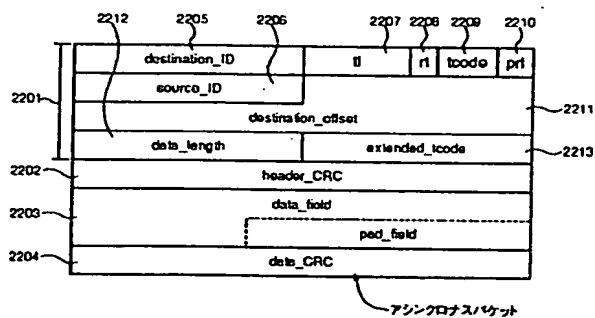 2212 2205 2206 2207 2208 2209 2210
destination_ID tl rt tcode pri
source_ID
2201
destination_offset 2211
data_length extended_tcode 2213
2202 header_CRC
2203 data_field
pad_field
2204 data_CRC
アシンクロナスパケット